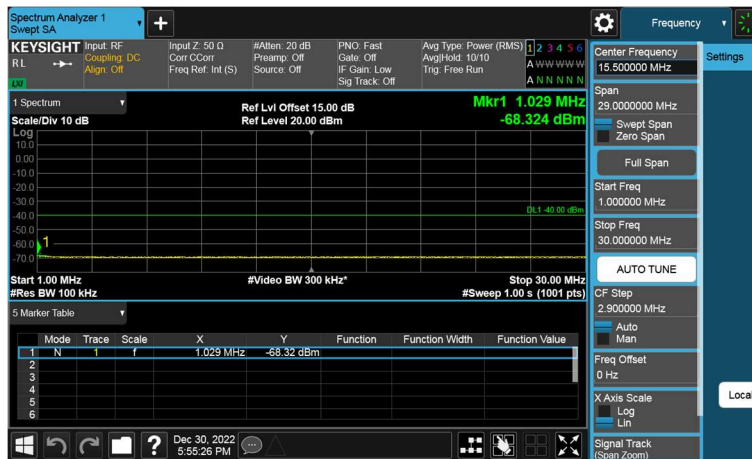 Spectrum Analyzer 1
Swept SA
+
Frequency
KEYSIGHT
RL
LXI
Input: RF
Coupling: DC
Align: Off
Input Z: 50 Ω
Corr CCorr
Freq Ref: Int (S)
#Atten: 20 dB
Preamp: Off
Source: Off
PNO: Fast
Gate: Off
IF Gain: Low
Sig Track: Off
Avg Type: Power (RMS)
Avg|Hold: 10/10
Trig: Free Run
1 2 3 4 5 6
A W W W W W
A N N N N N
1 Spectrum
Scale/Div 10 dB
Ref Lvl Offset 15.00 dB
Ref Level 20.00 dBm
Mkr1 1.029 MHz
-68.324 dBm
Log
10.0
0.00
-10.0
-20.0
-30.0
-40.0
-50.0
-60.0
-70.0
1
DL1 -40.00 dBm
Start 1.00 MHz
#Res BW 100 kHz
#Video BW 300 kHz*
Stop 30.00 MHz
#Sweep 1.00 s (1001 pts)
5 Marker Table
Mode Trace Scale X Y Function Function Width Function Value
1 N 1 f 1.029 MHz -68.32 dBm
2
3
4
5
6
?
Dec 30, 2022
5:55:26 PM
Center Frequency
15.500000 MHz
Settings
Span
29.0000000 MHz
Swept Span
Zero Span
Full Span
Start Freq
1.000000 MHz
Stop Freq
30.000000 MHz
AUTO TUNE
CF Step
2.900000 MHz
Auto
Man
Freq Offset
0 Hz
X Axis Scale
Log
Lin
Local
Signal Track
(Span Zoom)